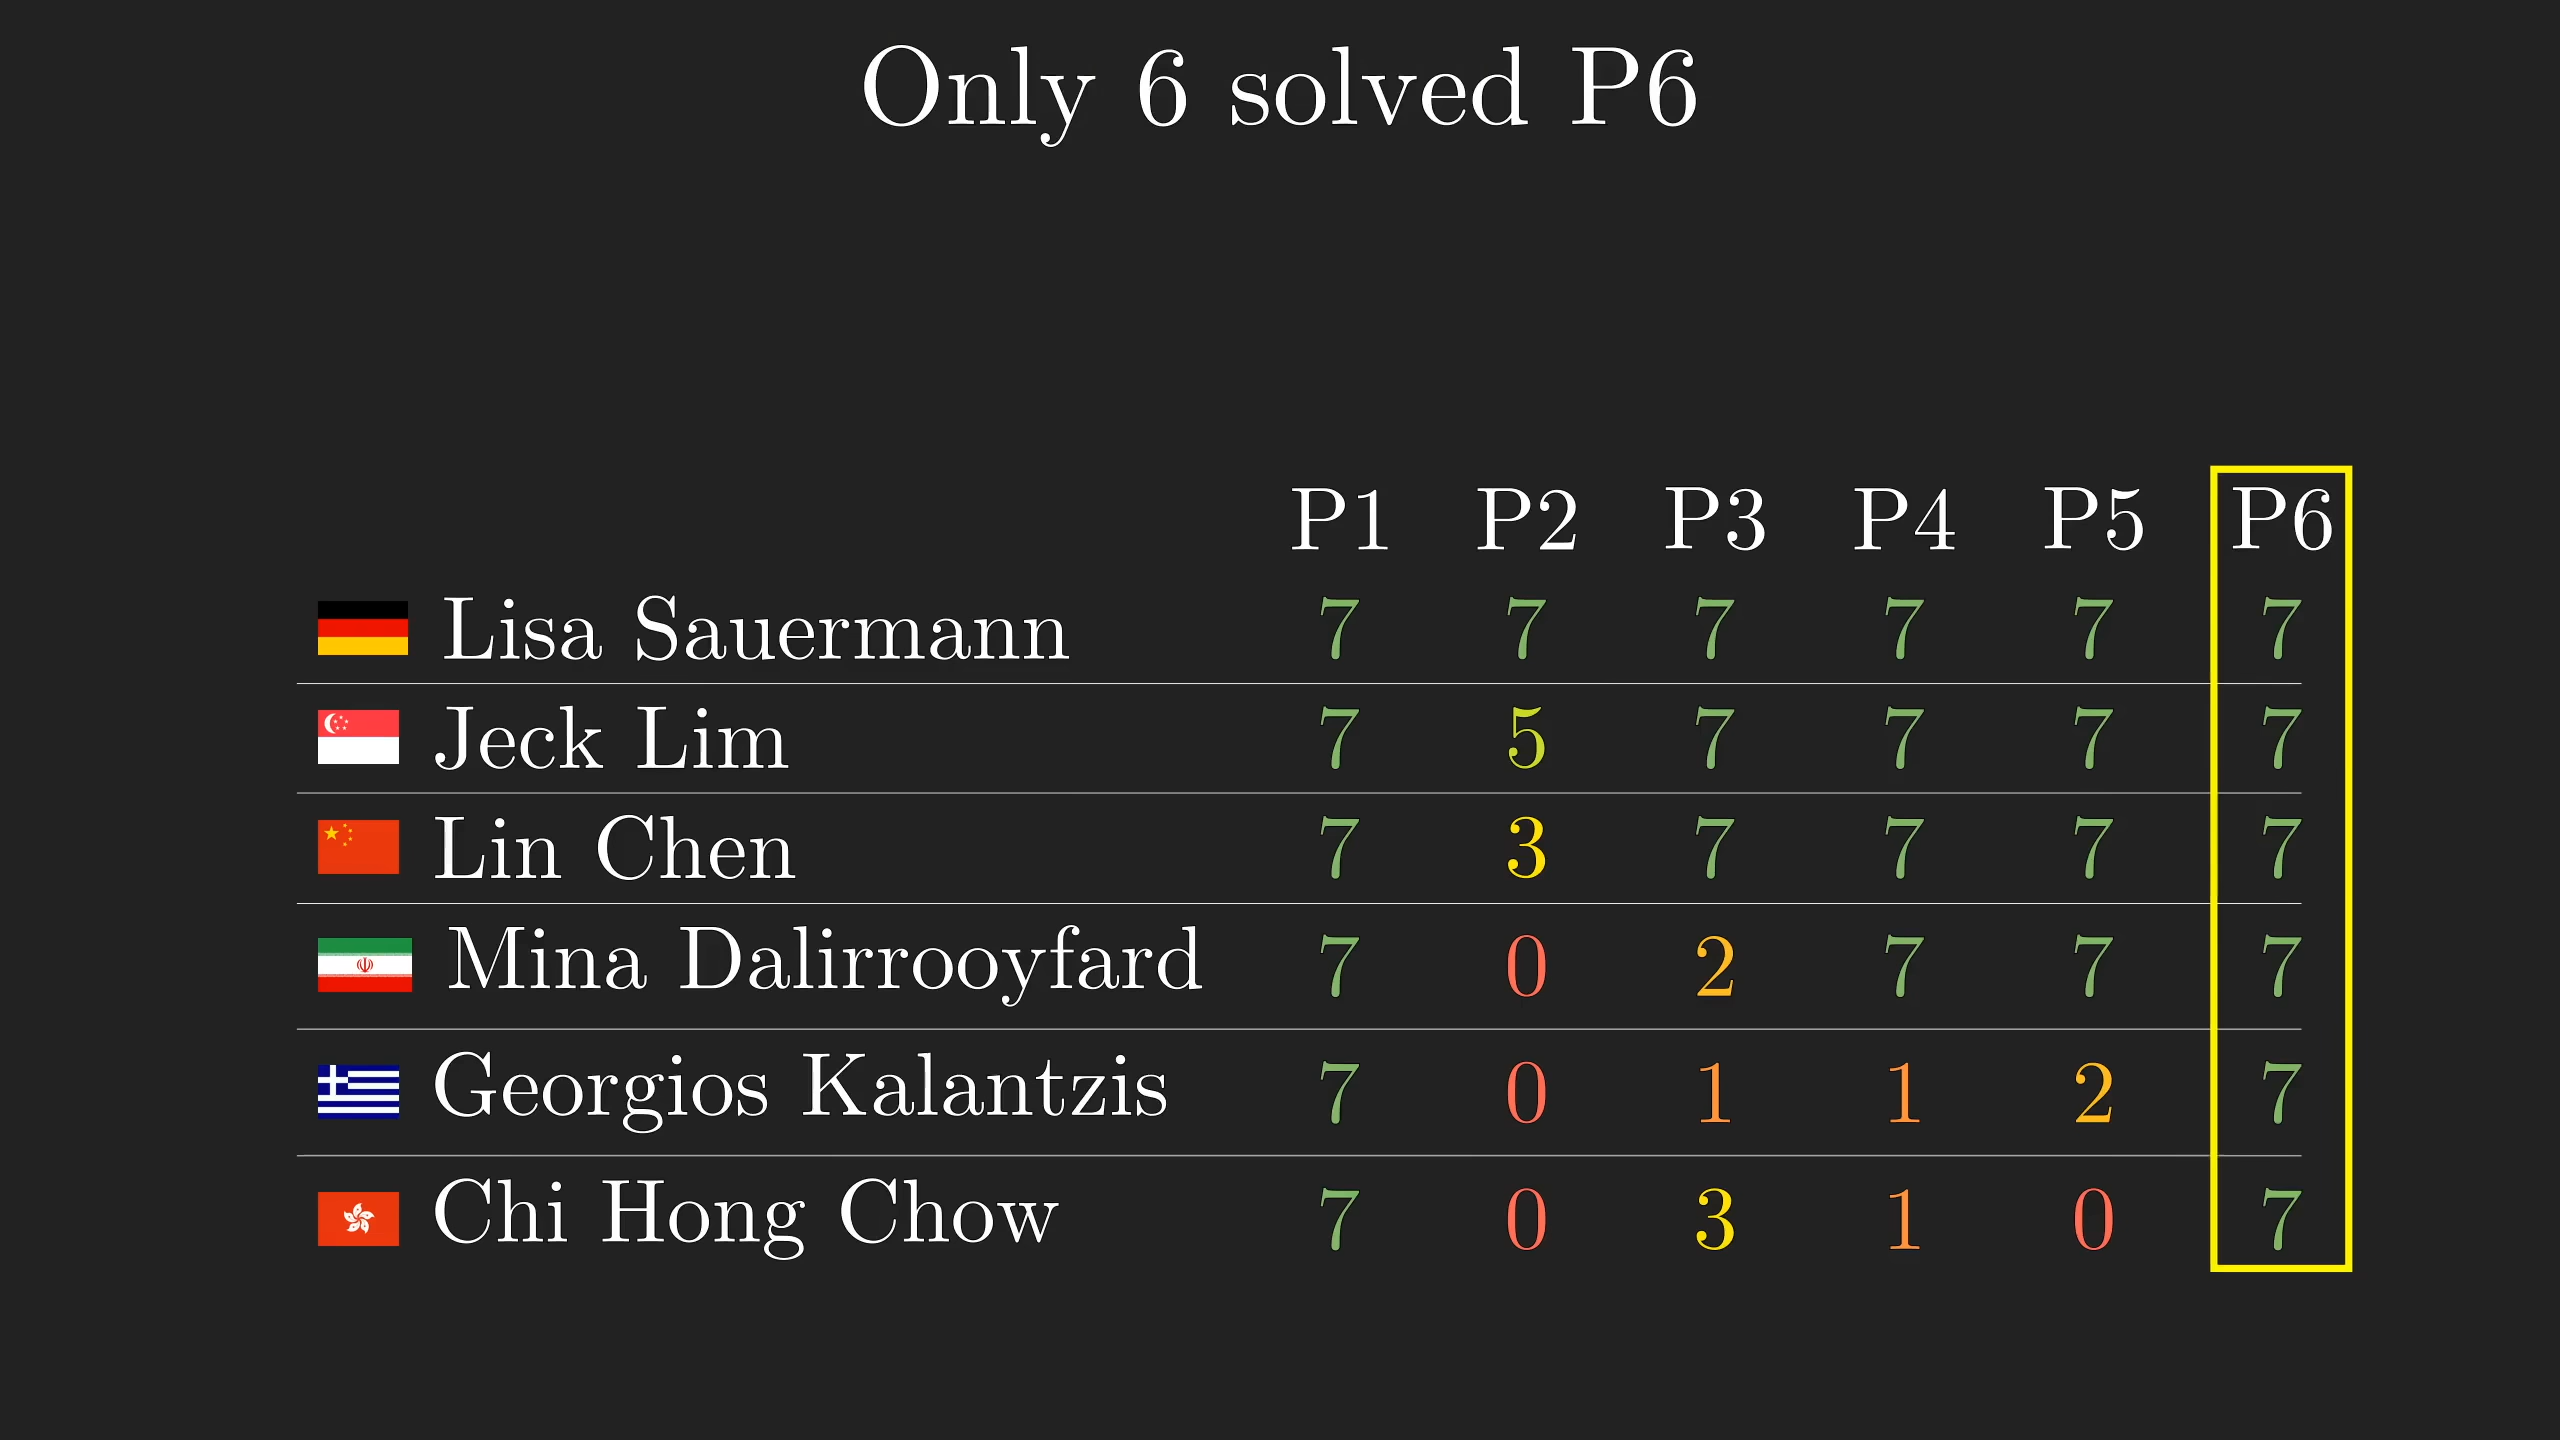 Only 6 solved P6
P1 P2 P3 P4 P5 P6
Lisa Sauermann 7 7 7 7 7 7
Jeck Lim 7 5 7 7 7 7
Lin Chen 7 3 7 7 7 7
Mina Dalirrooyfard 7 0 2 7 7 7
Georgios Kalantzis 7 0 1 1 2 7
Chi Hong Chow 7 0 3 1 0 7